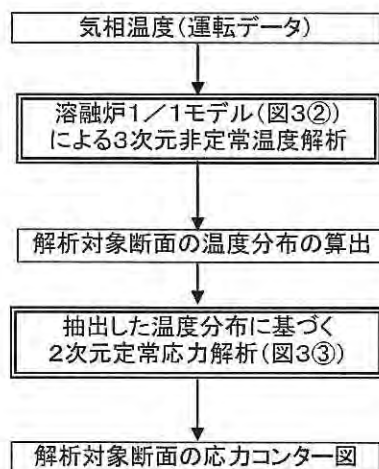 気相温度(運転データ)
溶融炉1／1モデル(図3②)
による3次元非定常温度解析
解析対象断面の温度分布の算出
抽出した温度分布に基づく
2次元定常応力解析(図3③)
解析対象断面の応力コンター図